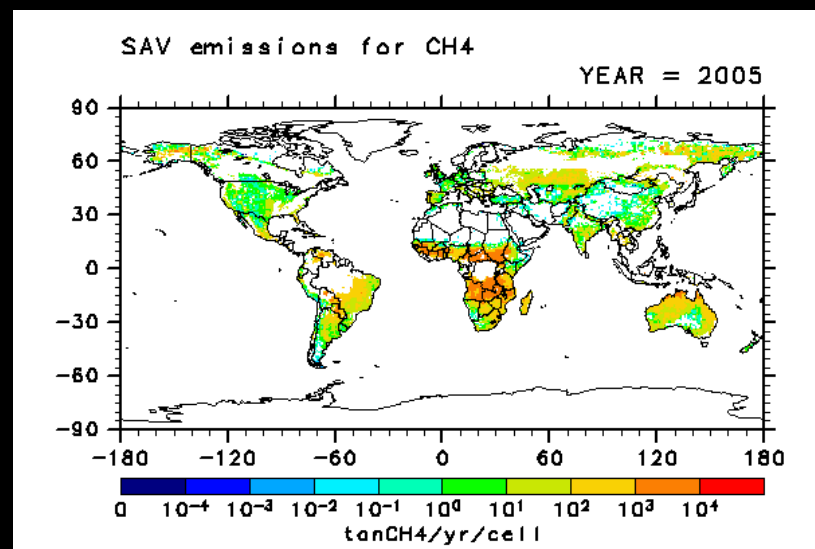 SAV emissions for CH4
YEAR = 2005
90
60
30
0
-30
-60
-90
-180 -120 -60 0 60 120 180
0 10⁻⁴ 10⁻³ 10⁻² 10⁻¹ 10⁰ 10¹ 10² 10³ 10⁴
tonCH4/yr/cell